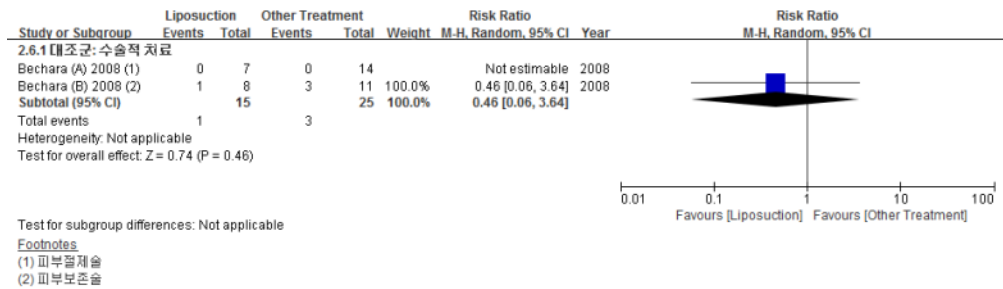 Liposuction Other Treatment Risk Ratio Risk Ratio
Study or Subgroup Events Total Events Total Weight M-H, Random, 95% CI Year M-H, Random, 95% CI
2.6.1 대조군: 수술적 치료
Bechara (A) 2008 (1) 0 7 0 14 Not estimable 2008
Bechara (B) 2008 (2) 1 8 3 11 100.0% 0.46 [0.06, 3.64] 2008
Subtotal (95% CI) 15 25 100.0% 0.46 [0.06, 3.64]
Total events 1 3
Heterogeneity: Not applicable
Test for overall effect: Z = 0.74 (P = 0.46)
0.01 0.1 1 10 100
Favours [Liposuction] Favours [Other Treatment]
Test for subgroup differences: Not applicable
Footnotes
(1) 피부절제술
(2) 피부보존술